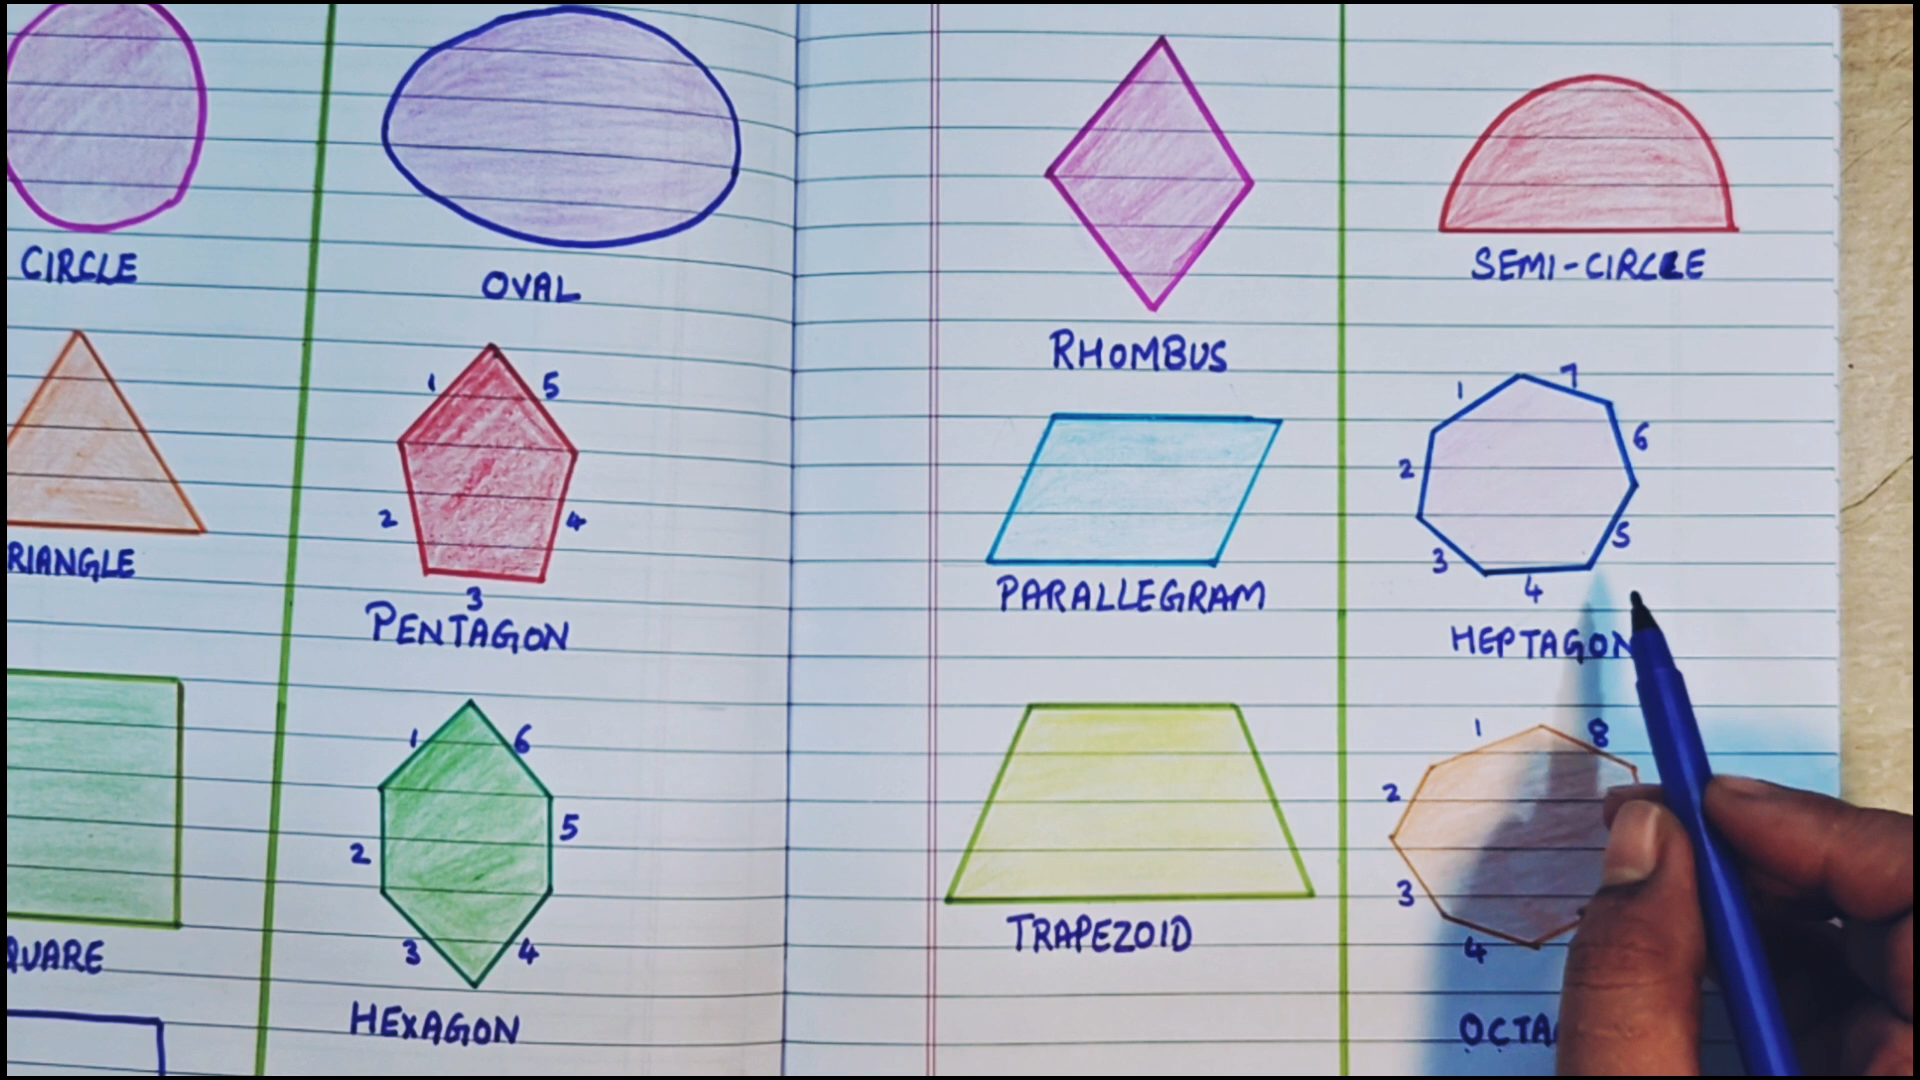 CIRCLE
OVAL
RIANGLE
1
5
2
4
3
PENTAGON
QUARE
1
6
2
5
3
4
HEXAGON
RHOMBUS
PARALLEGRAM
TRAPEZOID
SEMI-CIRCLE
1
7
2
6
3
5
4
HEPTAGON
1
8
2
3
4
OCTA